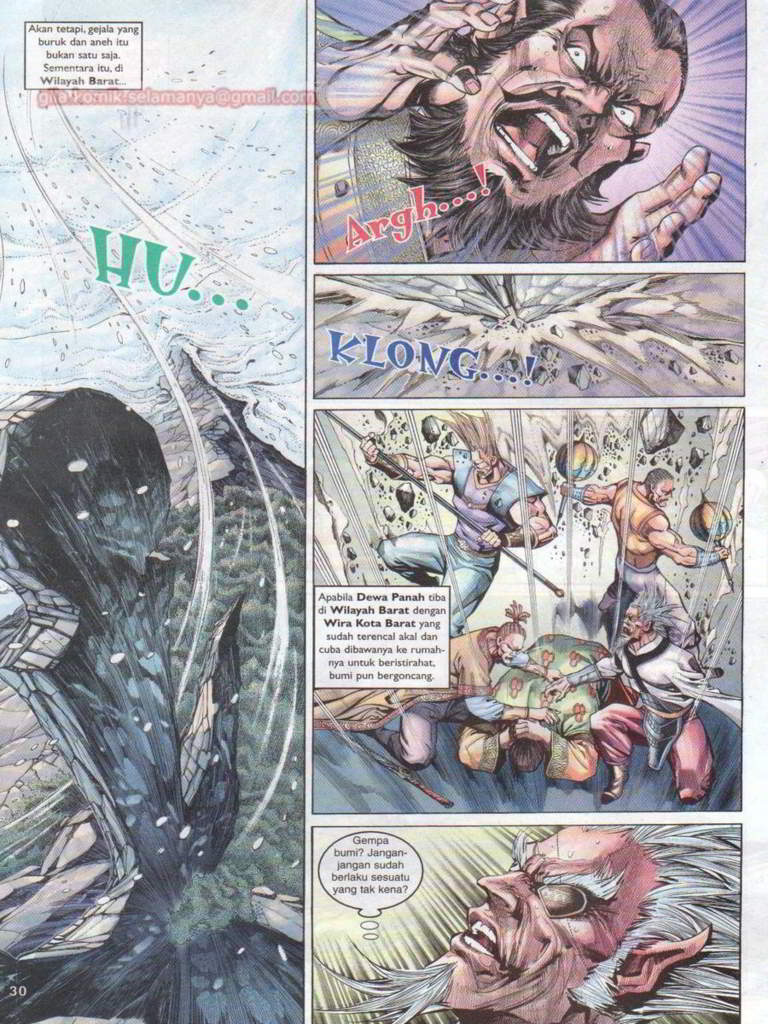 Akan tetapi, gejala yang
buruk dan aneh itu
bukan satu saja.
Sementara itu, di
Wilayah Barat...
gila.komik.selamanya@gmail.com
HU...
Argh....!
KLONG....!
Apabila Dewa Panah tiba
di Wilayah Barat dengan
Wira Kota Barat yang
sudah terencal akal dan
cuba dibawanya ke rumah-
nya untuk beristirahat,
bumi pun bergoncang.
Gempa
bumi? Jangan-
jangan sudah
berlaku sesuatu
yang tak kena?
30